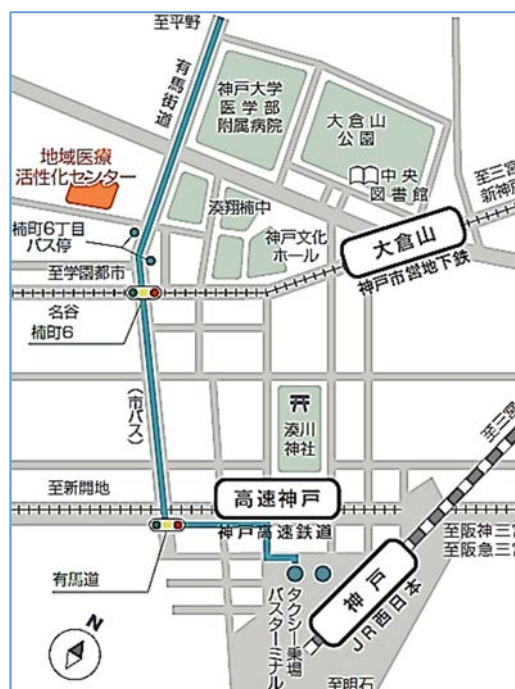 至平野
有馬街道
神戸大学
医学部
附属病院
大倉山
公園
中央
図書館
地域医療
活性化センター
至三宮
新神戸
湊翔楠中
楠町6丁目
バス停
神戸文化
ホール
大倉山
神戸市営地下鉄
至学園都市
名谷
楠町6
(市バス)
湊川
神社
至三宮
至新開地
高速神戸
神戸高速鉄道
至阪神三宮
至阪急三宮
有馬道
神戸
JR西日本
タクシー乗場
バスターミナル
N
至明石